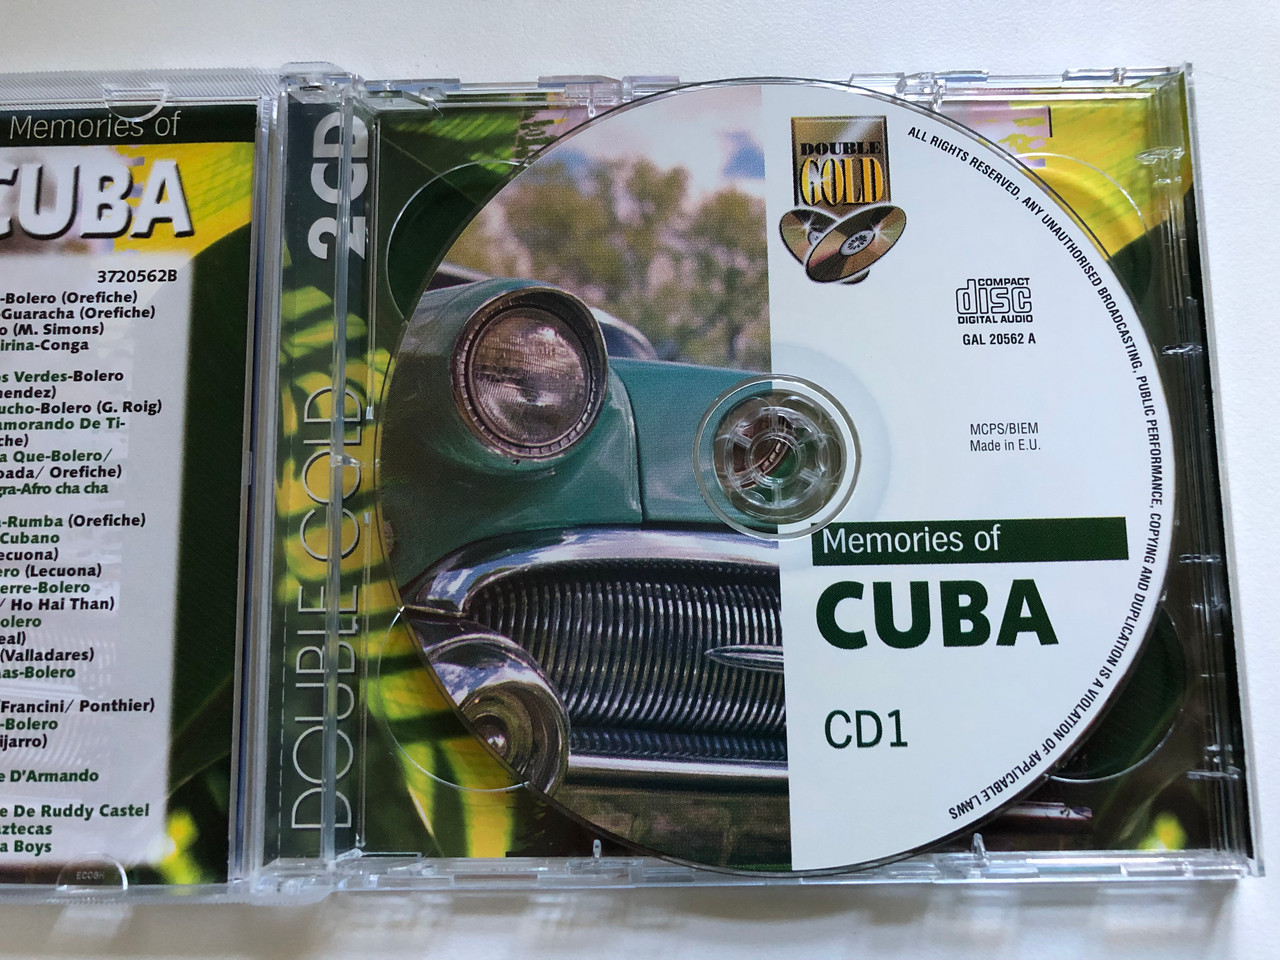 Memories of
CUBA
3720562B
-Bolero (Orefiche)
Guaracha (Orefiche)
o (M. Simons)
irina-Conga
os Verdes-Bolero
nendez)
ucho-Bolero (G. Roig)
amorando De Ti-
che)
a Que-Bolero/
oada/ Orefiche)
gra-Afro cha cha
a-Rumba (Orefiche)
Cubano
ecuona)
ero (Lecuona)
erre-Bolero
/ Ho Hai Than)
olero
eal)
(Valladares)
as-Bolero
(Francini/ Ponthier)
-Bolero
ijarro)
e D'Armando
e De Ruddy Castel
ztecas
a Boys
DOUBLE GOLD 2 CD
DOUBLE
GOLD
COMPACT
disc
DIGITAL AUDIO
GAL 20562 A
MCPS/BIEM
Made in E.U.
Memories of
CUBA
CD1
ALL RIGHTS RESERVED, ANY UNAUTHORISED BROADCASTING, PUBLIC PERFORMANCE, COPYING AND DUPLICATION IS A VIOLATION OF APPLICABLE LAWS